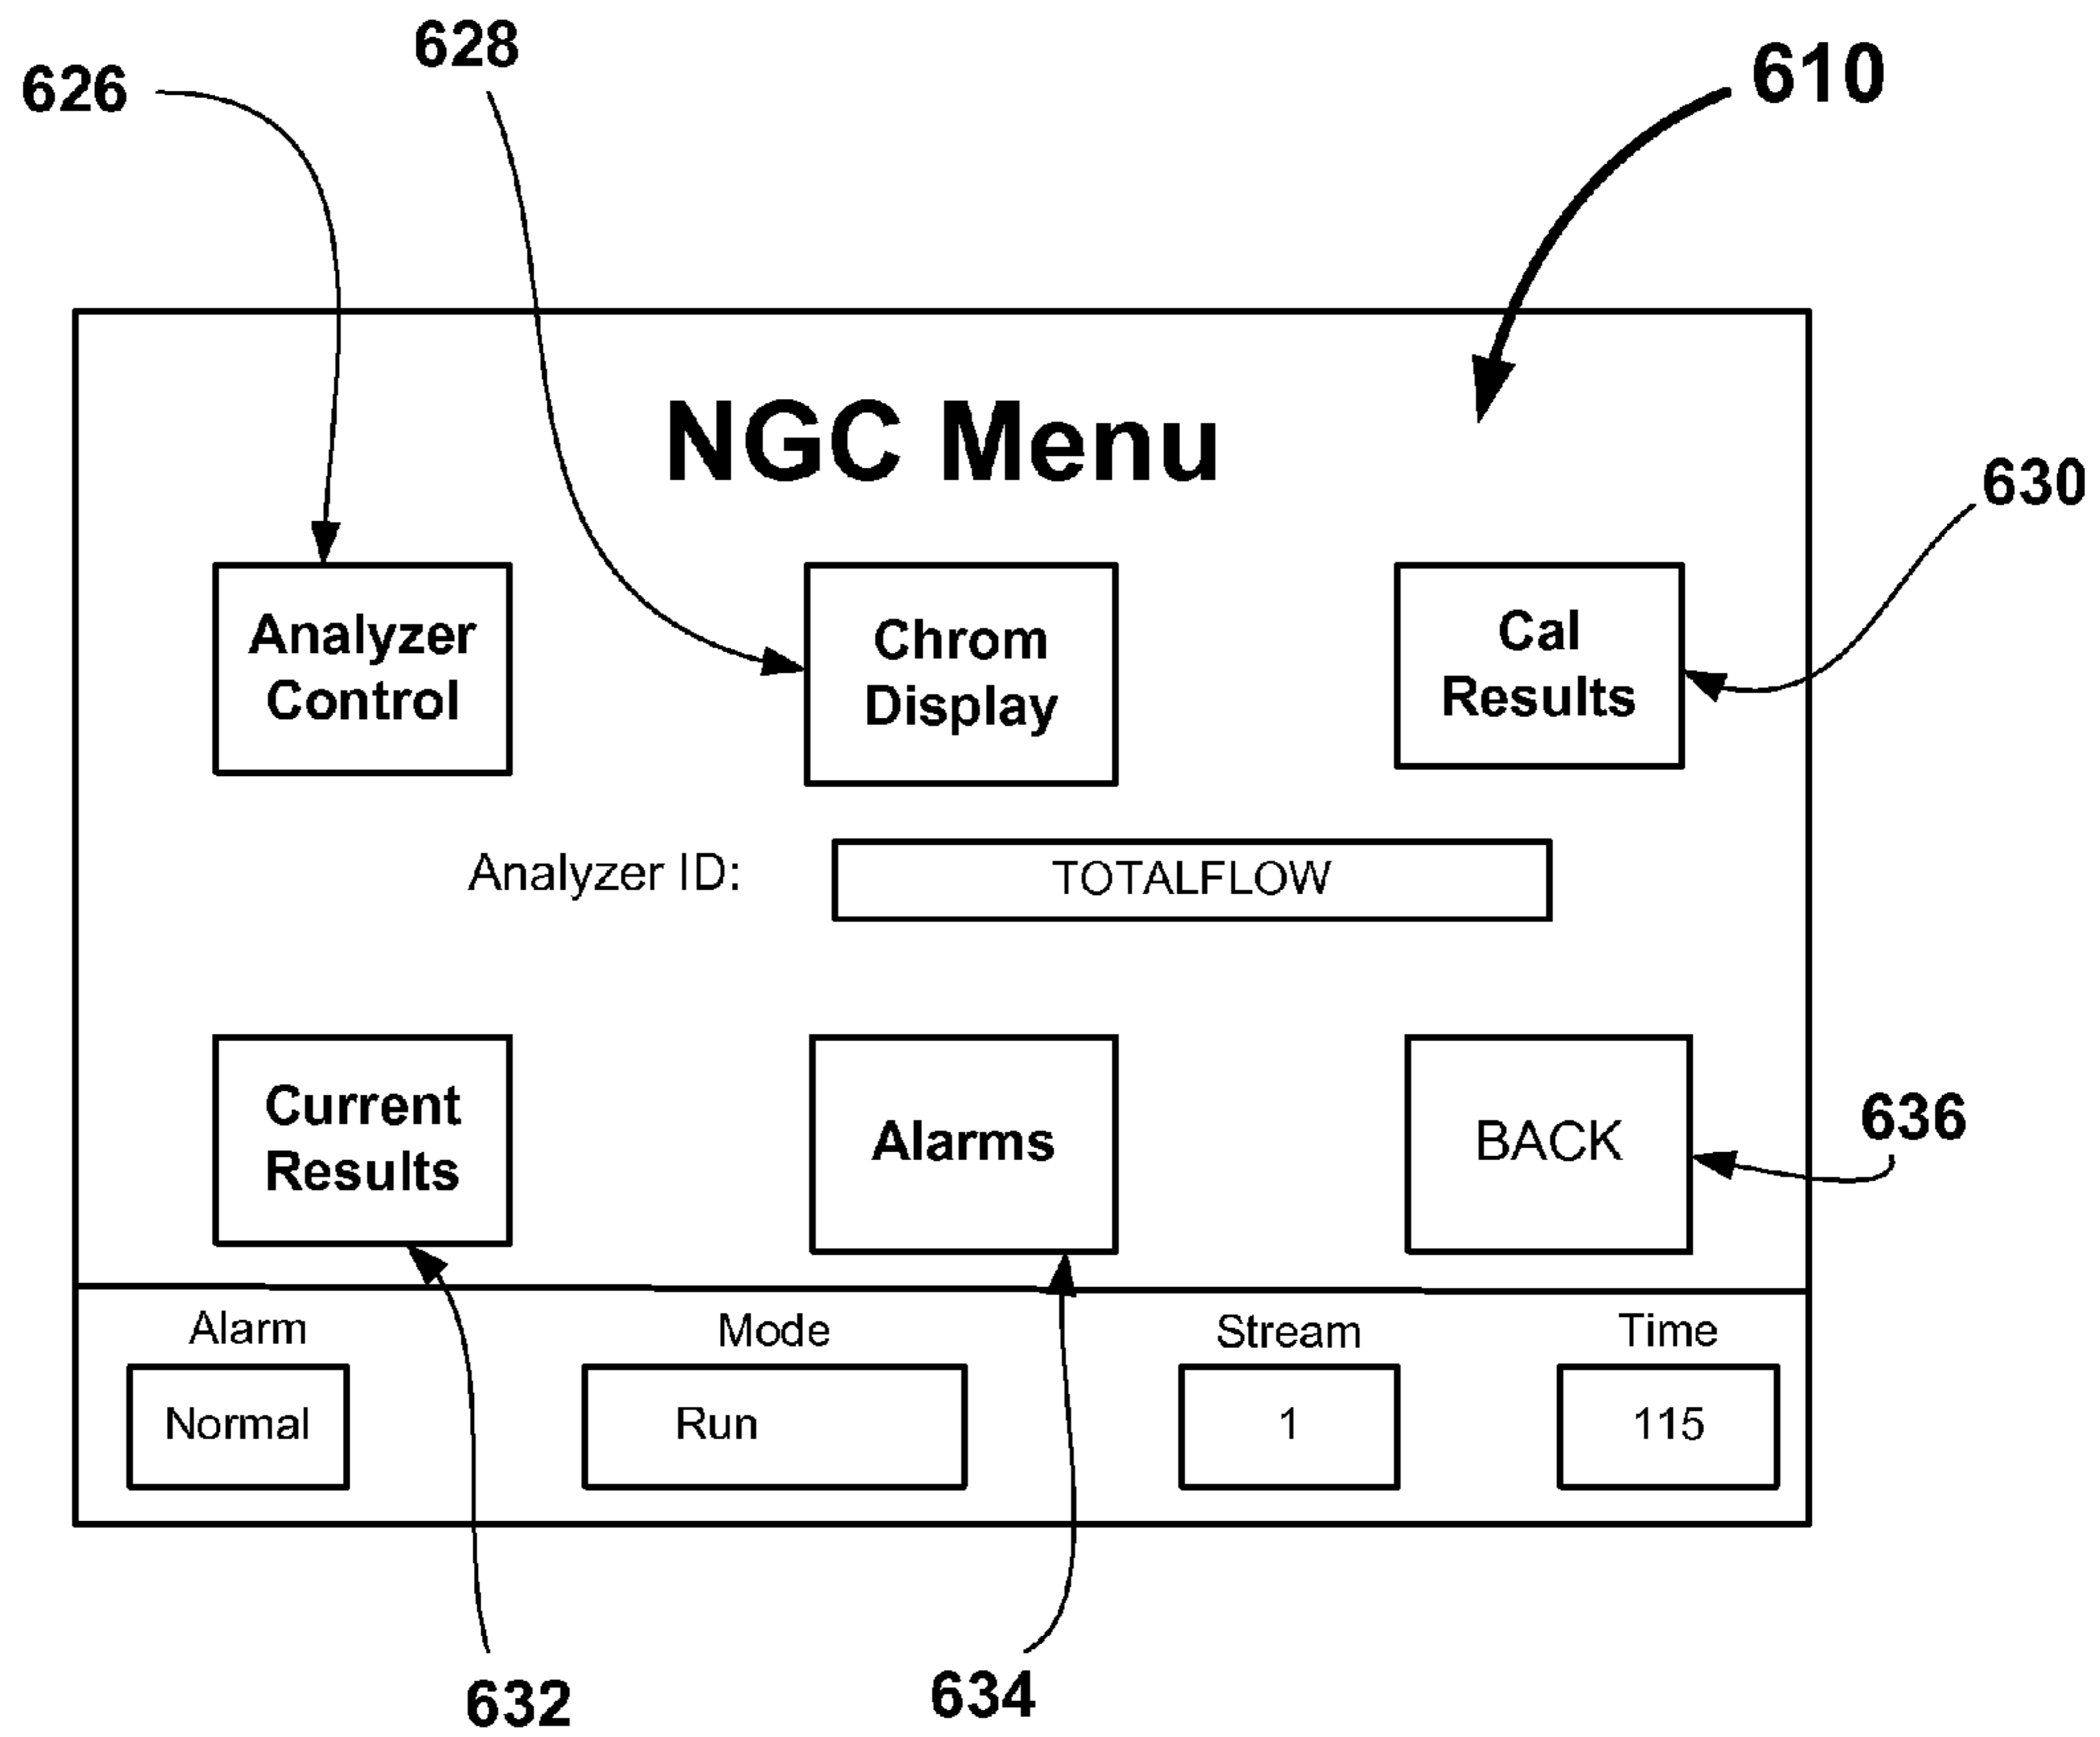 628
610
626
NGC Menu
630
Analyzer
Control
Chrom
Display
Cal
Results
Analyzer ID:
TOTALFLOW
Current
Results
Alarms
BACK
636
Alarm
Mode
Stream
Time
Normal
Run
1
115
632
634